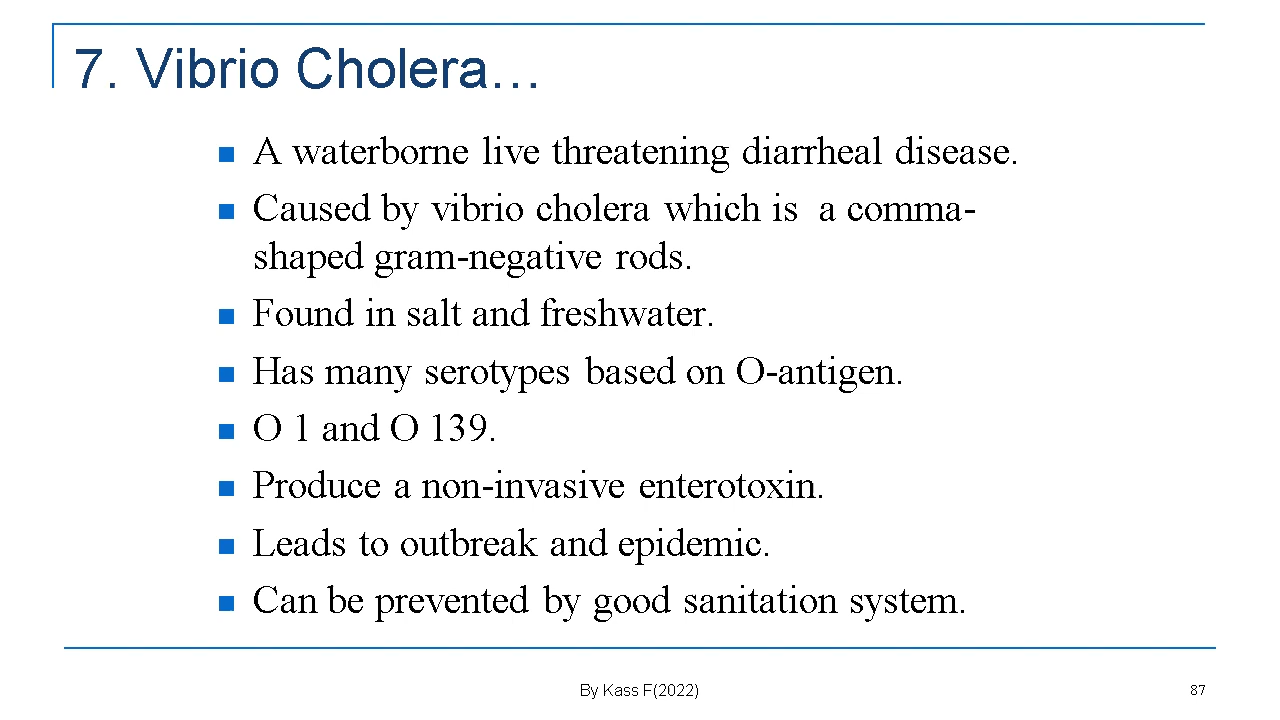 7. Vibrio Cholera…
■ A waterborne live threatening diarrheal disease.
■ Caused by vibrio cholera which is  a comma-
shaped gram-negative rods.
■ Found in salt and freshwater.
■ Has many serotypes based on O-antigen.
■ O 1 and O 139.
■ Produce a non-invasive enterotoxin.
■ Leads to outbreak and epidemic.
■ Can be prevented by good sanitation system.
By Kass F(2022)
87